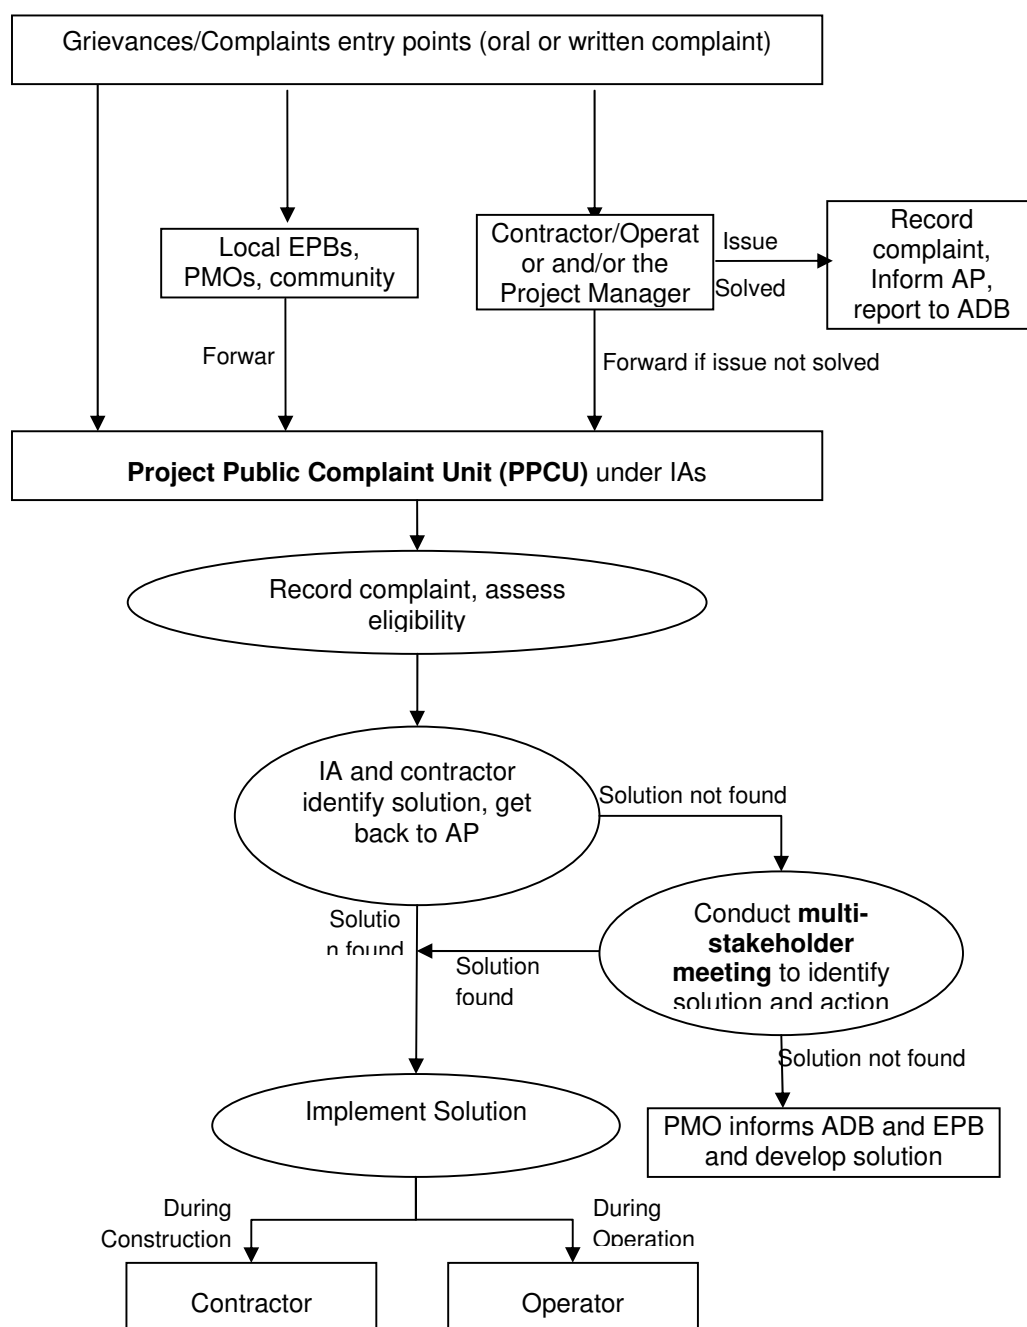 Grievances/Complaints entry points (oral or written complaint)
Local EPBs,
PMOs, community
Contractor/Operat
or and/or the
Project Manager
Issue
Solved
Record
complaint,
Inform AP,
report to ADB
Forwar
Forward if issue not solved
Project Public Complaint Unit (PPCU) under IAs
Record complaint, assess
eligibility
IA and contractor
identify solution, get
back to AP
Solution not found
Solutio
n found
Solution
found
Conduct multi-
stakeholder
meeting to identify
solution and action
Solution not found
Implement Solution
PMO informs ADB and EPB
and develop solution
During
Construction
During
Operation
Contractor
Operator